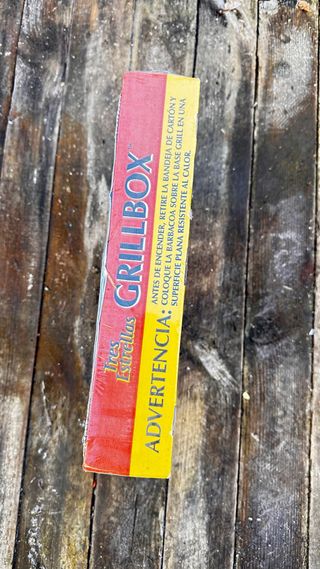 Tres
Estrellas
GRILLBOX™
ADVERTENCIA:
ANTES DE ENCENDER, RETIRE LA BANDEJA DE CARTÓN Y
COLOQUE LA BARBACOA SOBRE LA BASE GRILL EN UNA
SUPERFICIE PLANA RESISTENTE AL CALOR.